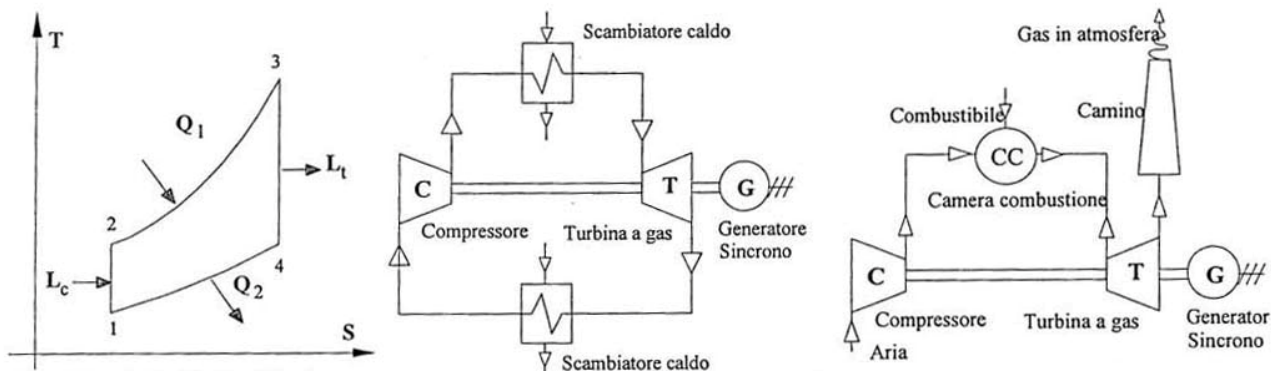 T
3
Q1
Lt
2
Lc
4
Q2
1
S
Scambiatore caldo
C
T
G
Compressore
Turbina a gas
Generatore
Sincrono
Scambiatore caldo
Gas in atmosfera
Combustibile
Camino
CC
Camera combustione
C
T
G
Compressore
Turbina a gas
Generator
Sincrono
Aria